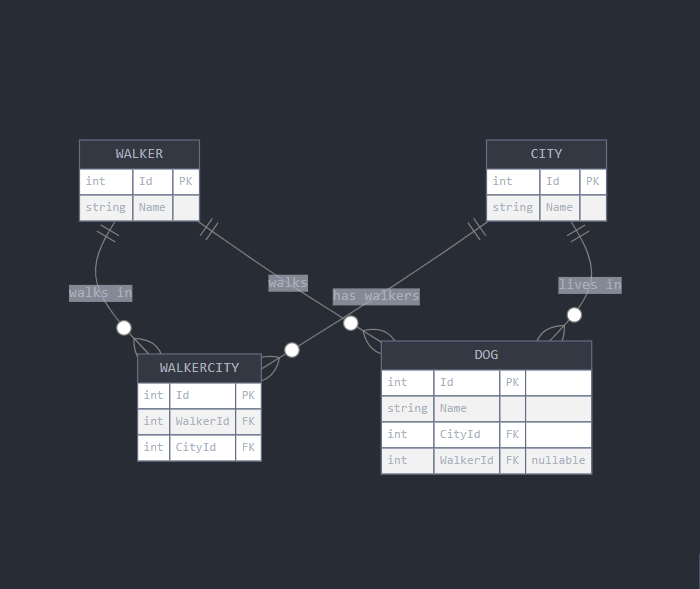 WALKER
int Id PK
string Name
CITY
int Id PK
string Name
walks in
walks
has walkers
lives in
WALKERCITY
int Id PK
int WalkerId FK
int CityId FK
DOG
int Id PK
string Name
int CityId FK
int WalkerId FK nullable